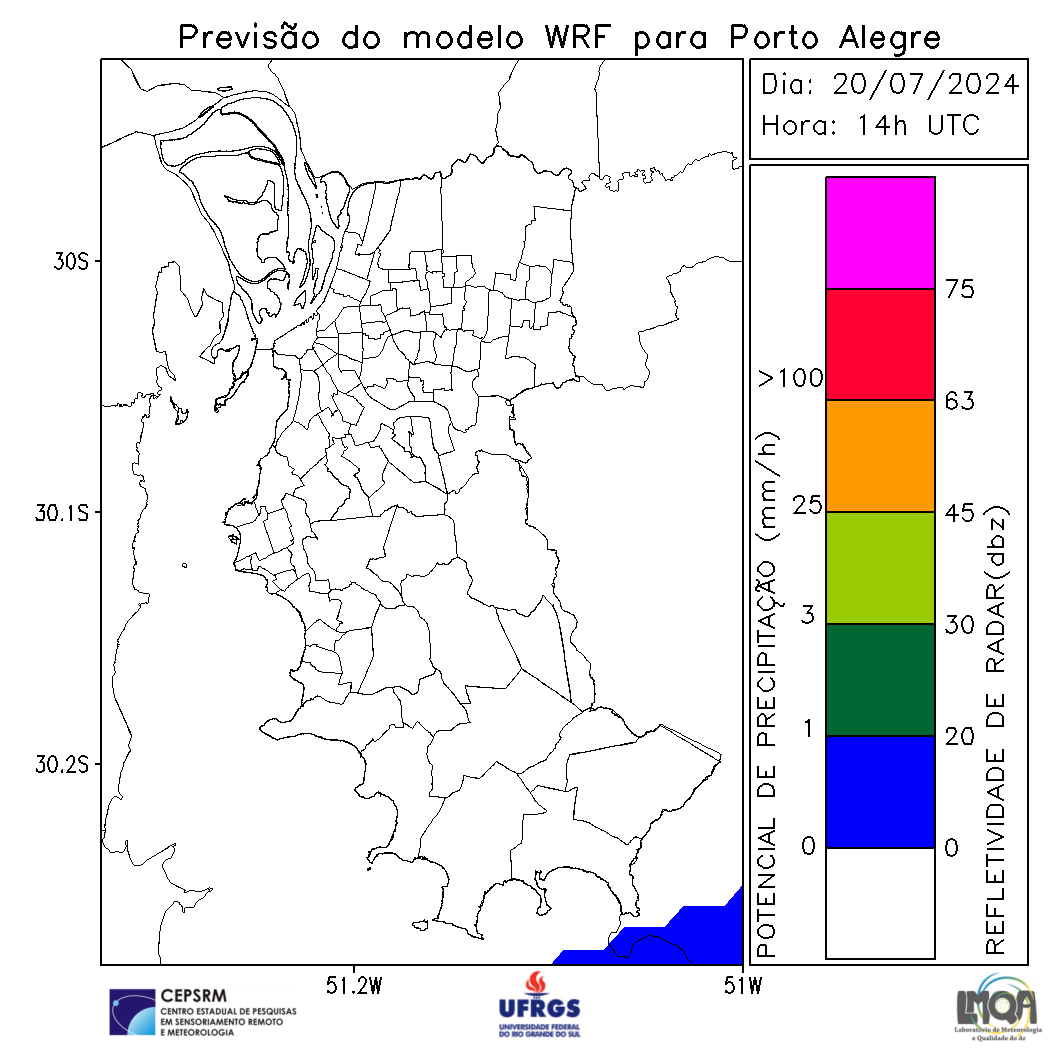 Previsão do modelo WRF para Porto Alegre
Dia: 20/07/2024
Hora: 14h UTC
30S
30.1S
30.2S
51.2W
51W
POTENCIAL DE PRECIPITAÇÃO (mm/h)
>100
25
3
1
0
75
63
45
30
20
0
REFLETIVIDADE DE RADAR(dbz)
CEPSRM
CENTRO ESTADUAL DE PESQUISAS
EM SENSORIAMENTO REMOTO
E METEOROLOGIA
UFRGS
UNIVERSIDADE FEDERAL
DO RIO GRANDE DO SUL
LMQA
Laboratório de Meteorologia
e Qualidade do Ar